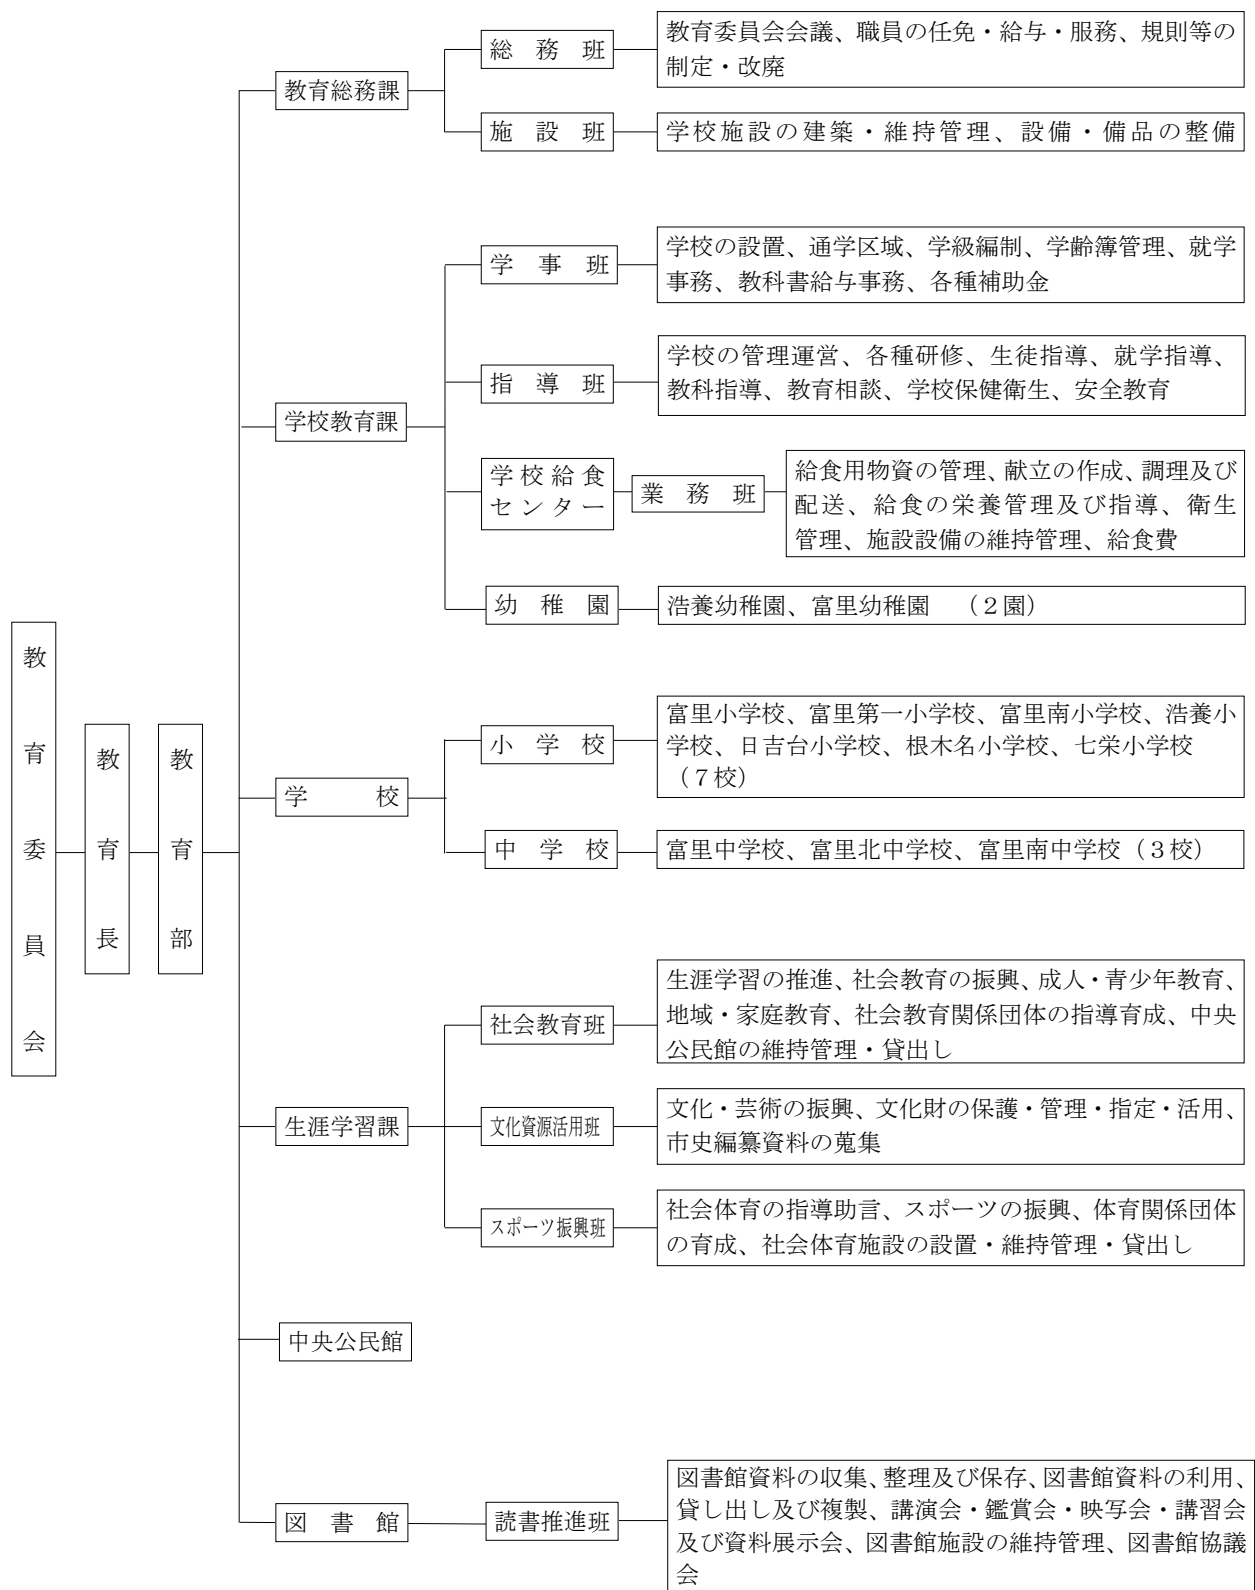 教育委員会
教育長
教育部
教育総務課
総務班
教育委員会会議、職員の任免・給与・服務、規則等の
制定・改廃
施設班
学校施設の建築・維持管理、設備・備品の整備
学校教育課
学事班
学校の設置、通学区域、学級編制、学齢簿管理、就学
事務、教科書給与事務、各種補助金
指導班
学校の管理運営、各種研修、生徒指導、就学指導、
教科指導、教育相談、学校保健衛生、安全教育
学校給食
センター
業務班
給食用物資の管理、献立の作成、調理及び
配送、給食の栄養管理及び指導、衛生
管理、施設設備の維持管理、給食費
幼稚園
浩養幼稚園、富里幼稚園　（２園）
学校
小学校
富里小学校、富里第一小学校、富里南小学校、浩養小
学校、日吉台小学校、根木名小学校、七栄小学校
（７校）
中学校
富里中学校、富里北中学校、富里南中学校（３校）
生涯学習課
社会教育班
生涯学習の推進、社会教育の振興、成人・青少年教育、
地域・家庭教育、社会教育関係団体の指導育成、中央
公民館の維持管理・貸出し
文化資源活用班
文化・芸術の振興、文化財の保護・管理・指定・活用、
市史編纂資料の蒐集
スポーツ振興班
社会体育の指導助言、スポーツの振興、体育関係団体
の育成、社会体育施設の設置・維持管理・貸出し
中央公民館
図書館
読書推進班
図書館資料の収集、整理及び保存、図書館資料の利用、
貸し出し及び複製、講演会・鑑賞会・映写会・講習会
及び資料展示会、図書館施設の維持管理、図書館協議
会